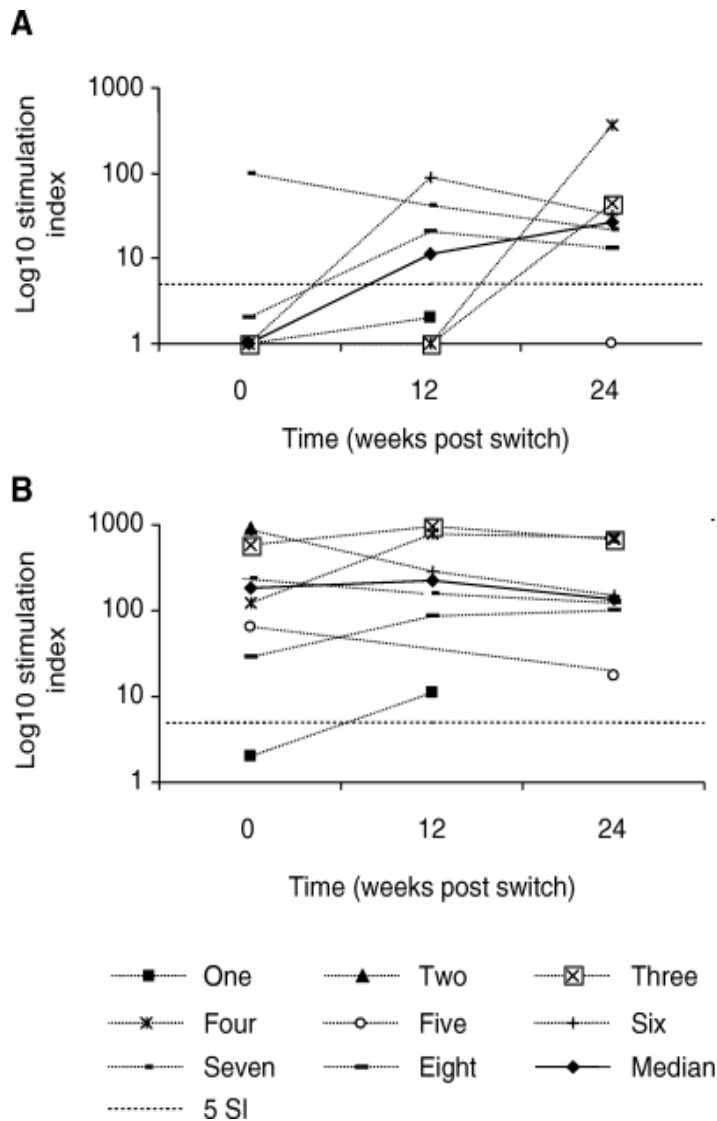 A
Log10 stimulation
index
1000
100
10
1
0 12 24
Time (weeks post switch)
B
Log10 stimulation
index
1000
100
10
1
0 12 24
Time (weeks post switch)
One Two Three
Four Five Six
Seven Eight Median
5 SI